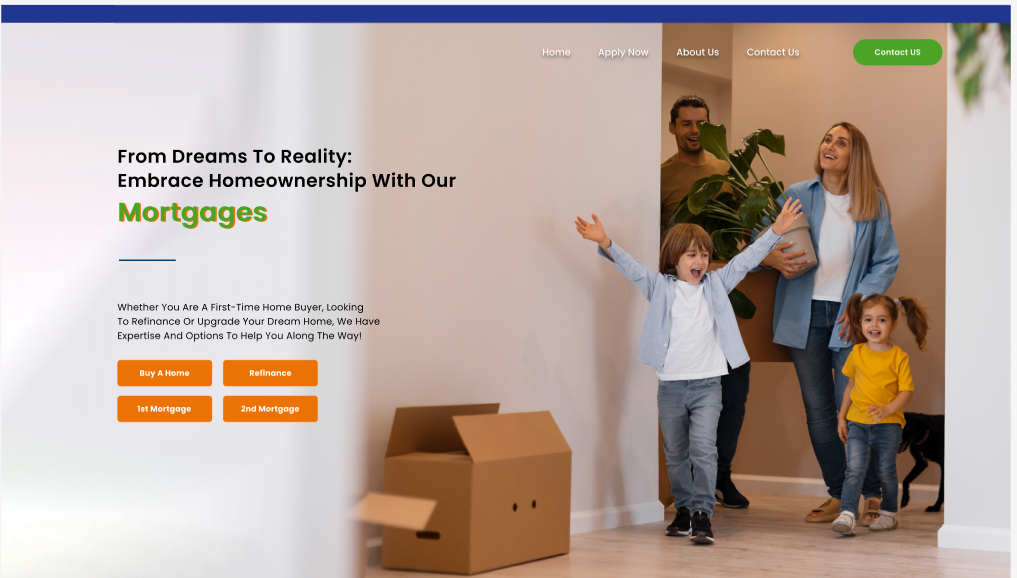 Home
Apply Now
About Us
Contact Us
Contact US
From Dreams To Reality:
Embrace Homeownership With Our
Mortgages
Whether You Are A First-Time Home Buyer, Looking
To Refinance Or Upgrade Your Dream Home, We Have
Expertise And Options To Help You Along The Way!
Buy A Home
Refinance
1st Mortgage
2nd Mortgage